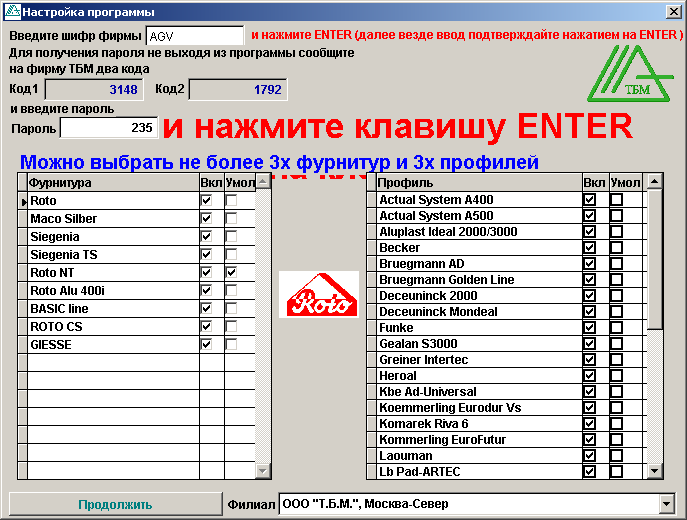 Настройка программы
Введите шифр фирмы AGV и нажмите ENTER (далее везде ввод подтверждайте нажатием на ENTER )
Для получения пароля не выходя из программы сообщите
на фирму ТБМ два кода
Код1 3148 Код2 1792
ТБМ
и введите пароль
Пароль 235 и нажмите клавишу ENTER
Можно выбрать не более 3х фурнитур и 3х профилей
Фурнитура Вкл Умол
Roto
Maco Silber
Siegenia
Siegenia TS
Roto NT
Roto Alu 400i
BASIC line
ROTO CS
GIESSE
Roto
Профиль Вкл Умол
Actual System A400
Actual System A500
Aluplast Ideal 2000/3000
Becker
Bruegmann AD
Bruegmann Golden Line
Deceuninck 2000
Deceuninck Mondeal
Funke
Gealan S3000
Greiner Intertec
Heroal
Kbe Ad-Universal
Koemmerling Eurodur Vs
Komarek Riva 6
Kommerling EuroFutur
Laouman
Lb Pad-ARTEC
Продолжить Филиал ООО "Т.Б.М.", Москва-Север